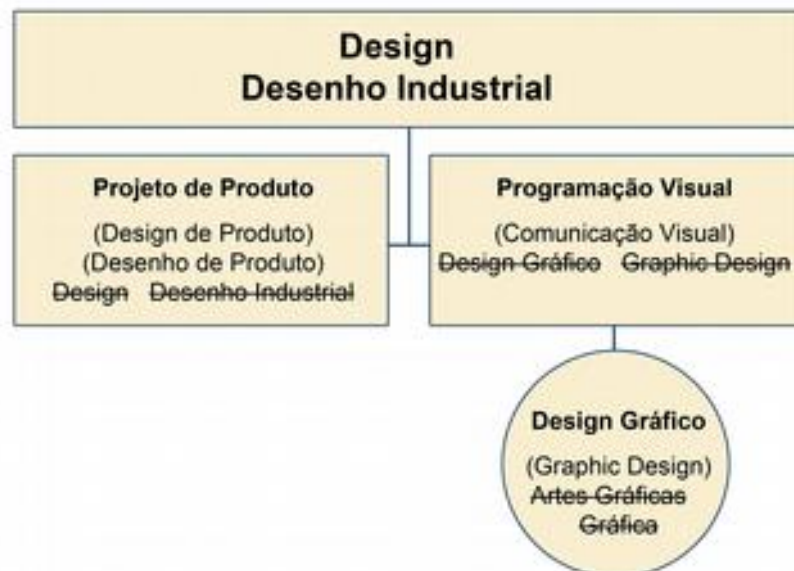 Design
Desenho Industrial
Projeto de Produto
(Design de Produto)
(Desenho de Produto)
Design Desenho Industrial
Programação Visual
(Comunicação Visual)
Design Gráfico Graphic Design
Design Gráfico
(Graphic Design)
Artes Gráficas
Gráfica